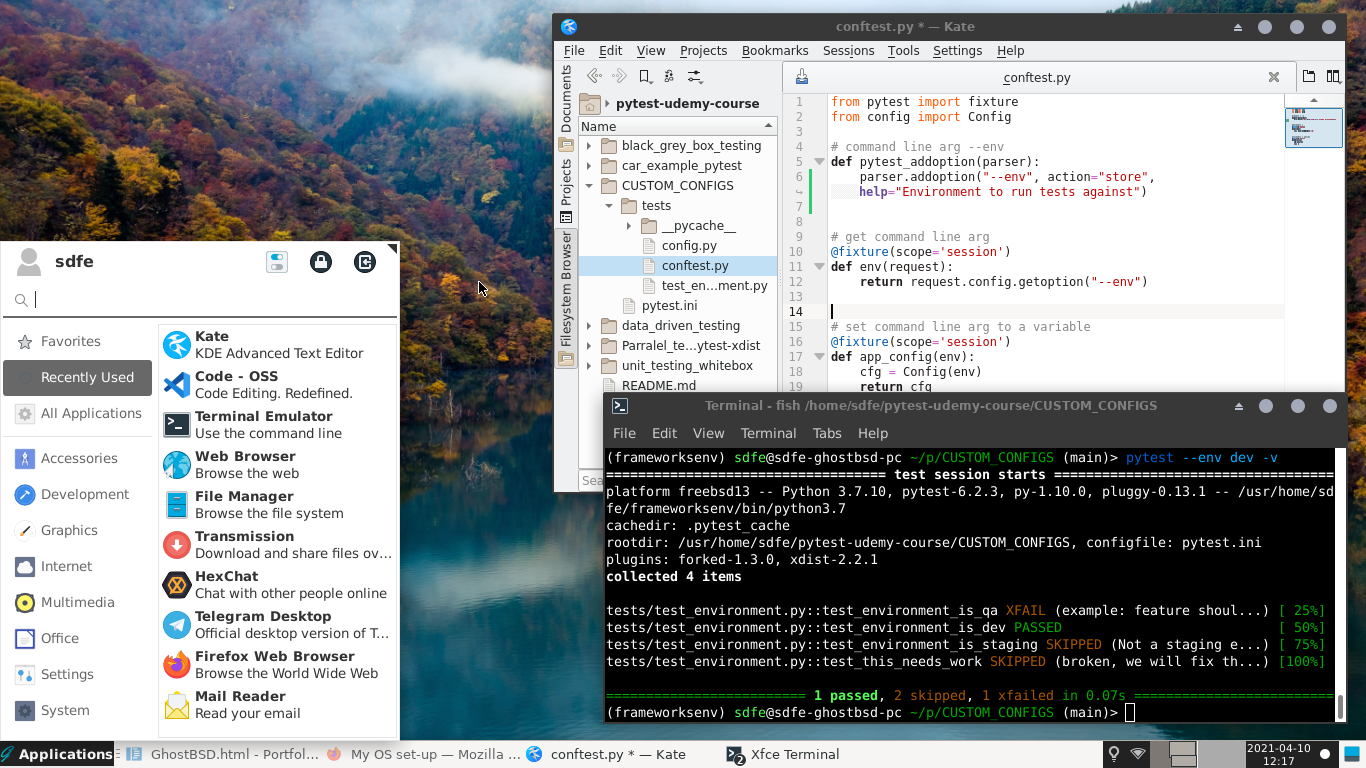 conftest.py * — Kate
File Edit View Projects Bookmarks Sessions Tools Settings Help
Documents
Projects
Filesystem Browser
pytest-udemy-course
Name
black_grey_box_testing
car_example_pytest
CUSTOM_CONFIGS
tests
__pycache__
config.py
conftest.py
test_en...ment.py
pytest.ini
data_driven_testing
Parralel_te...ytest-xdist
unit_testing_whitebox
README.md
Sea
conftest.py
1 from pytest import fixture
2 from config import Config
3
4 # command line arg --env
5 def pytest_addoption(parser):
6 parser.addoption("--env", action="store",
help="Environment to run tests against")
7
8
9 # get command line arg
10 @fixture(scope='session')
11 def env(request):
12 return request.config.getoption("--env")
13
14
15 # set command line arg to a variable
16 @fixture(scope='session')
17 def app_config(env):
18 cfg = Config(env)
19 return cfg
sdfe
Favorites
Recently Used
All Applications
Accessories
Development
Graphics
Internet
Multimedia
Office
Settings
System
Kate
KDE Advanced Text Editor
Code - OSS
Code Editing. Redefined.
Terminal Emulator
Use the command line
Web Browser
Browse the web
File Manager
Browse the file system
Transmission
Download and share files ov...
HexChat
Chat with other people online
Telegram Desktop
Official desktop version of T...
Firefox Web Browser
Browse the World Wide Web
Mail Reader
Read your email
Terminal - fish /home/sdfe/pytest-udemy-course/CUSTOM_CONFIGS
File Edit View Terminal Tabs Help
(frameworksenv) sdfe@sdfe-ghostbsd-pc ~/p/CUSTOM_CONFIGS (main)> pytest --env dev -v
============================ test session starts ============================
platform freebsd13 -- Python 3.7.10, pytest-6.2.3, py-1.10.0, pluggy-0.13.1 -- /usr/home/sd
fe/frameworksenv/bin/python3.7
cachedir: .pytest_cache
rootdir: /usr/home/sdfe/pytest-udemy-course/CUSTOM_CONFIGS, configfile: pytest.ini
plugins: forked-1.3.0, xdist-2.2.1
collected 4 items
tests/test_environment.py::test_environment_is_qa XFAIL (example: feature shoul...) [ 25%]
tests/test_environment.py::test_environment_is_dev PASSED [ 50%]
tests/test_environment.py::test_environment_is_staging SKIPPED (Not a staging e...) [ 75%]
tests/test_environment.py::test_this_needs_work SKIPPED (broken, we will fix th...) [100%]
======================== 1 passed, 2 skipped, 1 xfailed in 0.07s ========================
(frameworksenv) sdfe@sdfe-ghostbsd-pc ~/p/CUSTOM_CONFIGS (main)>
Applications
GhostBSD.html - Portfol...
My OS set-up — Mozilla ...
conftest.py * — Kate
2 Xfce Terminal
2021-04-10
12:17